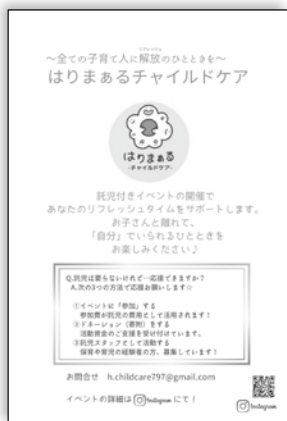 リフレッシュ
～全ての子育て人に解放のひとときを～
はりまぁるチャイルドケア
はりまぁる
-チャイルドケア-
託児付きイベントの開催で
あなたのリフレッシュタイムをサポートします。
お子さんと離れて、
「自分」でいられるひとときを
お楽しみください♪
Q.託児は要らないけれど…応援できますか？
A.次の3つの方法で応援お願いします☆
①イベントに「参加」する
参加費が託児の費用として活用されます！
②ドネーション（寄附）をする
活動資金のご支援を受け付けています。
③託児スタッフとして活動する
保育や育児の経験者の方、募集しています！
お問合せ h.childcare797@gmail.com
イベントの詳細は Instagram にて！
Instagram